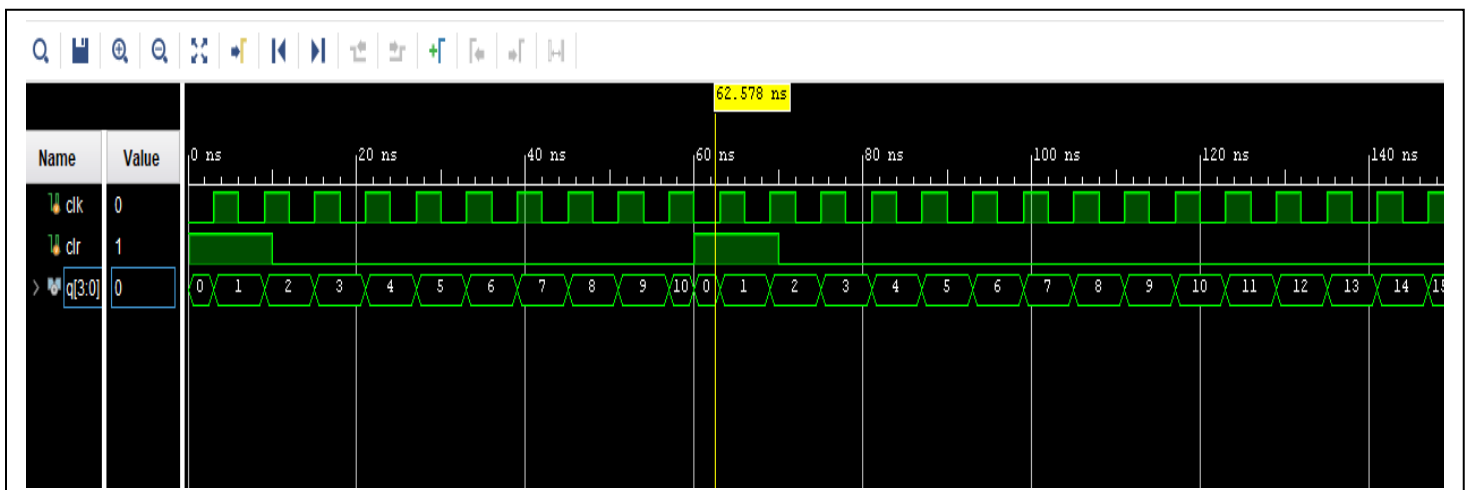 62.578 ns
Name Value 0 ns 20 ns 40 ns 60 ns 80 ns 100 ns 120 ns 140 ns
clk 0
clr 1
q[3:0] 0 0 1 2 3 4 5 6 7 8 9 10 0 1 2 3 4 5 6 7 8 9 10 11 12 13 14 15